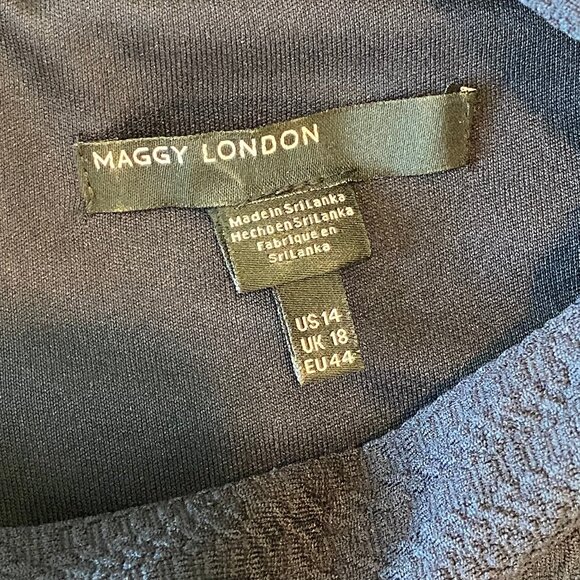 MAGGY LONDON
Made in Sri Lanka
Hecho en Sri Lanka
Fabrique en
Sri Lanka
US 14
UK 18
EU 44